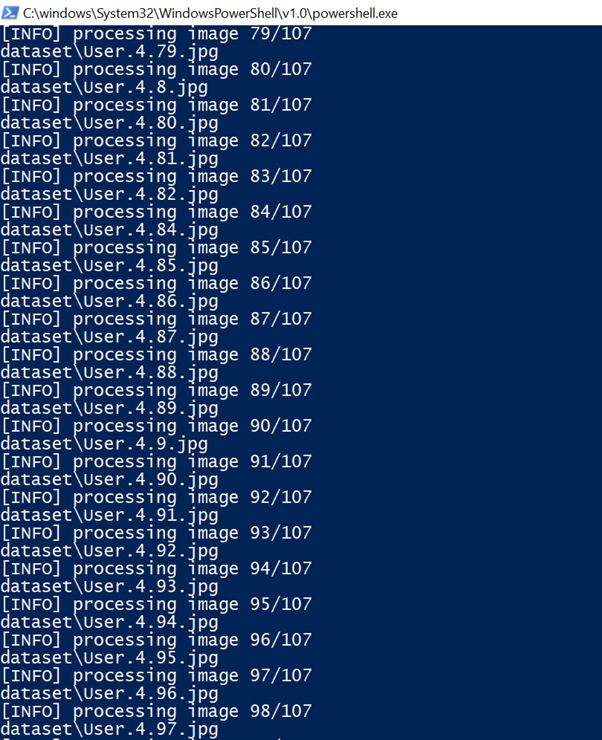 C:\windows\System32\WindowsPowerShell\v1.0\powershell.exe
[INFO] processing image 79/107
dataset\User.4.79.jpg
[INFO] processing image 80/107
dataset\User.4.8.jpg
[INFO] processing image 81/107
dataset\User.4.80.jpg
[INFO] processing image 82/107
dataset\User.4.81.jpg
[INFO] processing image 83/107
dataset\User.4.82.jpg
[INFO] processing image 84/107
dataset\User.4.84.jpg
[INFO] processing image 85/107
dataset\User.4.85.jpg
[INFO] processing image 86/107
dataset\User.4.86.jpg
[INFO] processing image 87/107
dataset\User.4.87.jpg
[INFO] processing image 88/107
dataset\User.4.88.jpg
[INFO] processing image 89/107
dataset\User.4.89.jpg
[INFO] processing image 90/107
dataset\User.4.9.jpg
[INFO] processing image 91/107
dataset\User.4.90.jpg
[INFO] processing image 92/107
dataset\User.4.91.jpg
[INFO] processing image 93/107
dataset\User.4.92.jpg
[INFO] processing image 94/107
dataset\User.4.93.jpg
[INFO] processing image 95/107
dataset\User.4.94.jpg
[INFO] processing image 96/107
dataset\User.4.95.jpg
[INFO] processing image 97/107
dataset\User.4.96.jpg
[INFO] processing image 98/107
dataset\User.4.97.jpg